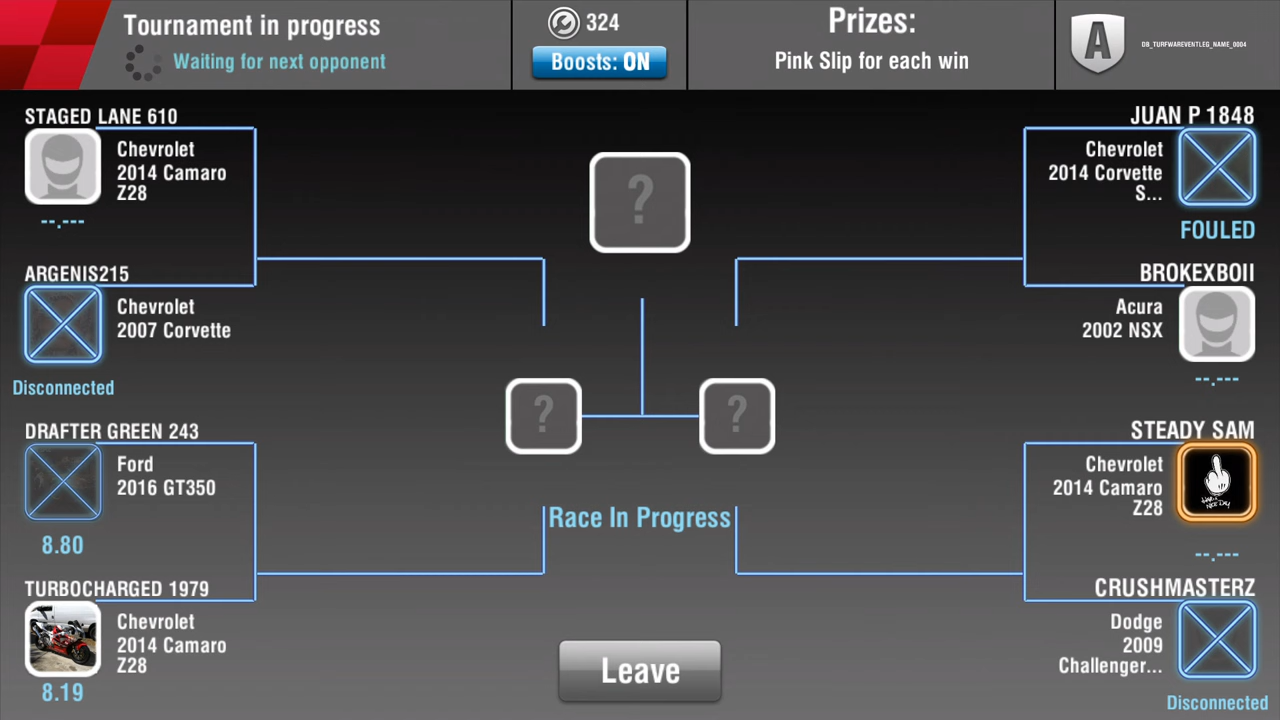 Tournament in progress
Waiting for next opponent
324
Boosts: ON
Prizes:
Pink Slip for each win
A
DB_TURFWAREVENTLEG_NAME_0004
STAGED LANE 610
Chevrolet
2014 Camaro
Z28
--.---
ARGENIS215
Chevrolet
2007 Corvette
Disconnected
DRAFTER GREEN 243
Ford
2016 GT350
8.80
TURBOCHARGED 1979
Chevrolet
2014 Camaro
Z28
8.19
?
?
?
Race In Progress
Leave
JUAN P 1848
Chevrolet
2014 Corvette
S...
FOULED
BROKEXBOII
Acura
2002 NSX
--.---
STEADY SAM
Chevrolet
2014 Camaro
Z28
--.---
CRUSHMASTERZ
Dodge
2009
Challenger...
Disconnected